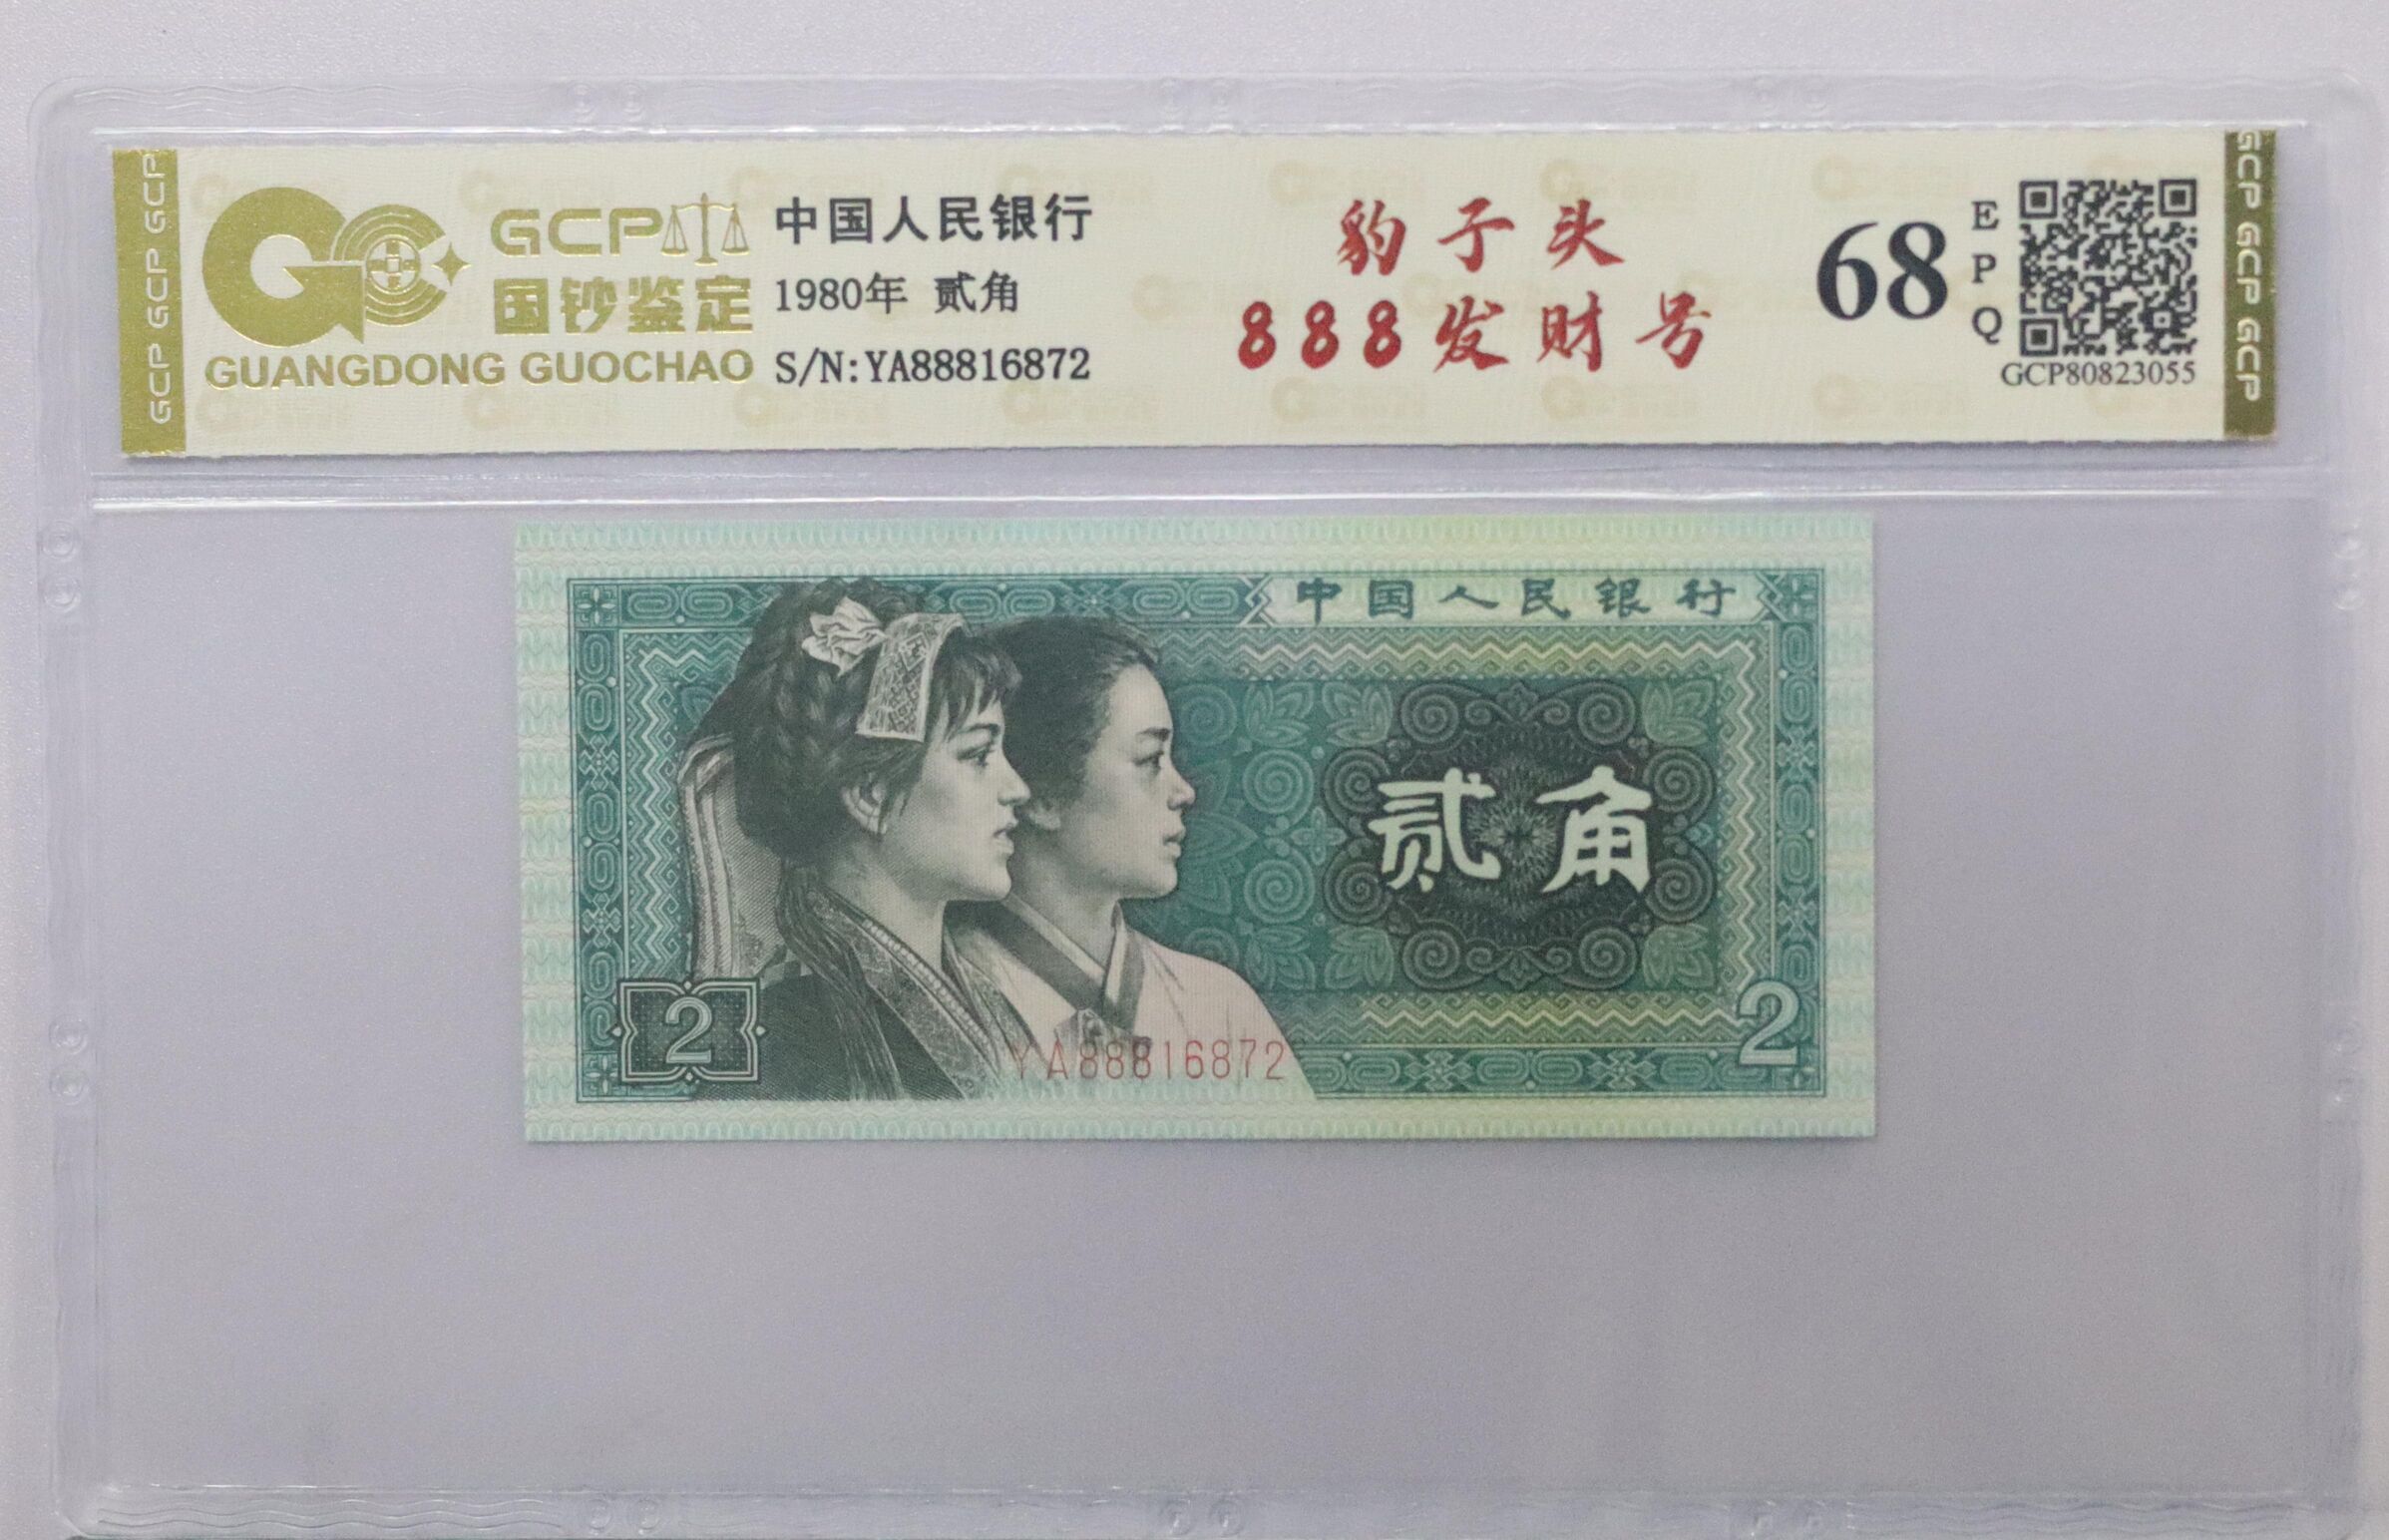 GCP GCP GCP
GCP
国钞鉴定
GUANGDONG GUOCHAO
中国人民银行
1980年 贰角
S/N:YA88816872
豹子头
888发财号
68
EPQ
GCP80823055
GCP GCP GCP
中国人民银行
贰角
2
2
YA88816872